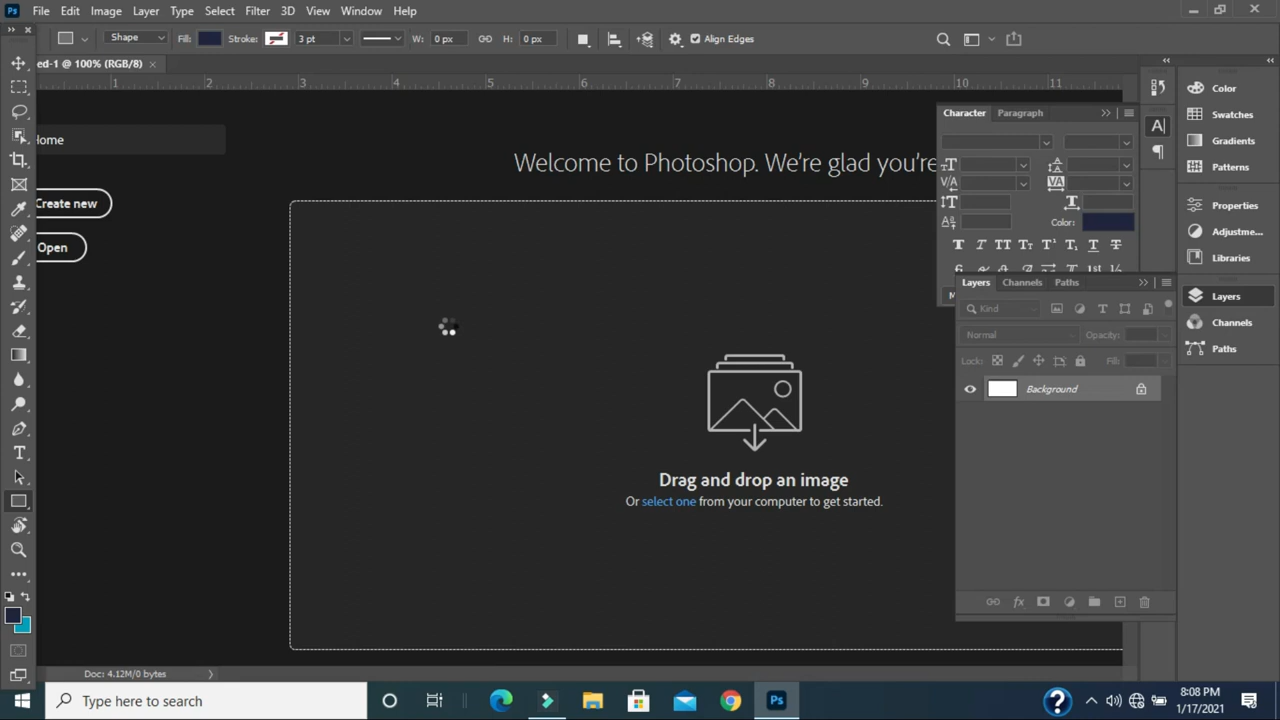 Ps File Edit Image Layer Type Select Filter 3D View Window Help
Shape Fill: Stroke: 3 pt W: 0 px H: 0 px Align Edges
ed-1 @ 100% (RGB/8)
1 2 3 4 5 6 7 8 9 10 11
Home
Create new
Open
Welcome to Photoshop. We're glad you're
Drag and drop an image
Or select one from your computer to get started.
Character Paragraph
Color:
Layers Channels Paths
Kind
Normal Opacity:
Lock: Fill:
Background
Color
Swatches
Gradients
Patterns
Properties
Adjustme...
Libraries
Layers
Channels
Paths
Doc: 4.12M/0 bytes
Type here to search
Ps
8:08 PM
1/17/2021